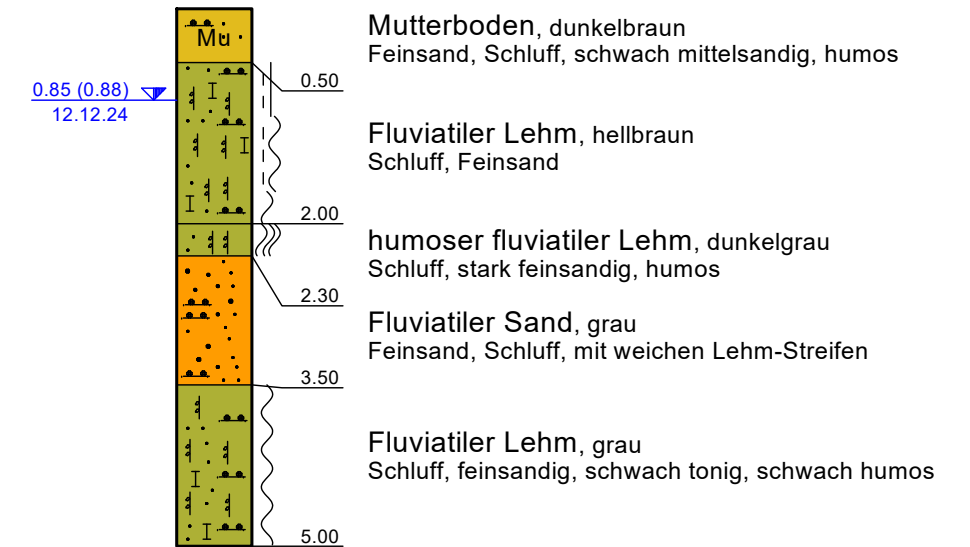 Mutterboden, dunkelbraun
Mu
Feinsand, Schluff, schwach mittelsandig, humos
0.50
0.85 (0.88)
12.12.24
Fluviatiler Lehm, hellbraun
Schluff, Feinsand
2.00
humoser fluviatiler Lehm, dunkelgrau
Schluff, stark feinsandig, humos
2.30
Fluviatiler Sand, grau
Feinsand, Schluff, mit weichen Lehm-Streifen
3.50
Fluviatiler Lehm, grau
Schluff, feinsandig, schwach tonig, schwach humos
5.00